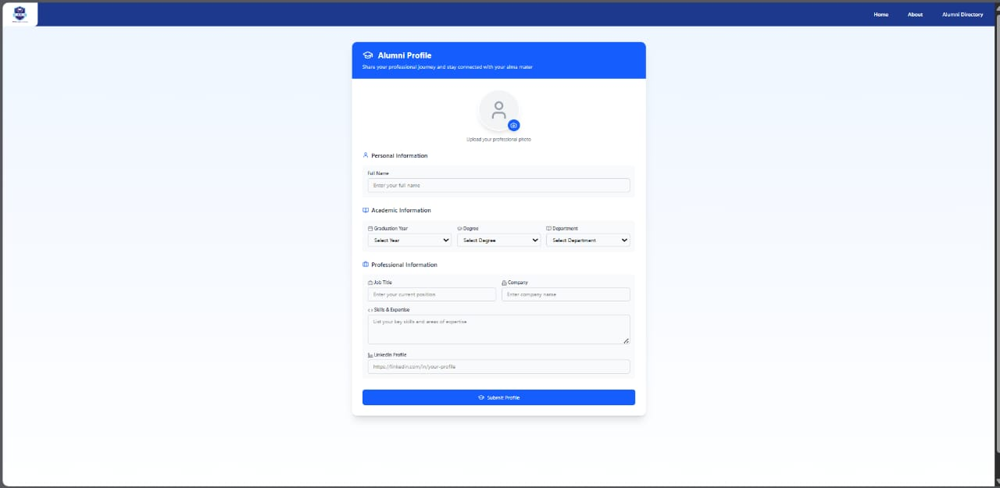 Home About Alumni Directory
Alumni Profile
Share your professional journey and stay connected with your alma mater
Upload your professional photo
Personal Information
Full Name
Enter your full name
Academic Information
Graduation Year Degree Department
Select Year Select Degree Select Department
Professional Information
Job Title Company
Enter your current position Enter company name
Skills & Expertise
List your key skills and areas of expertise
LinkedIn Profile
https://linkedin.com/in/your-profile
Submit Profile